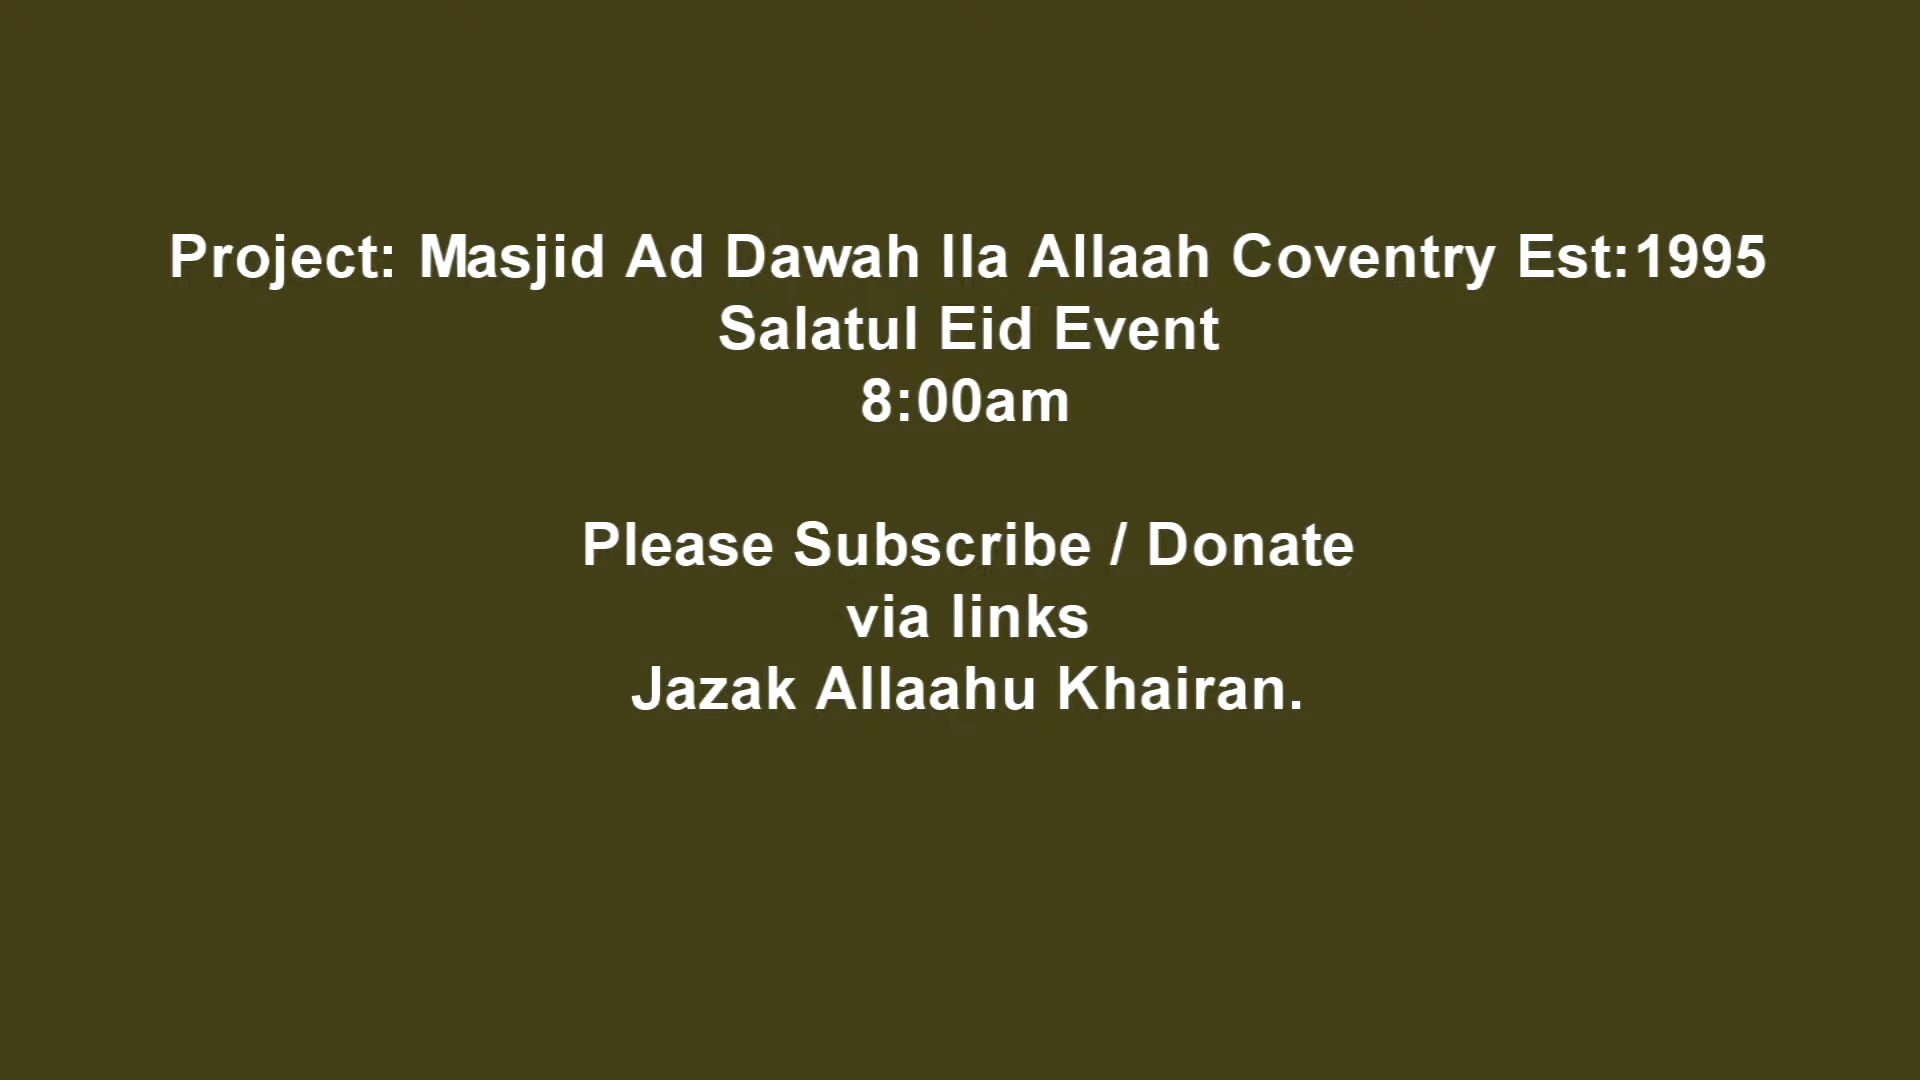 Project: Masjid Ad Dawah Ila Allaah Coventry Est:1995
Salatul Eid Event
8:00am
Please Subscribe / Donate
via links
Jazak Allaahu Khairan.